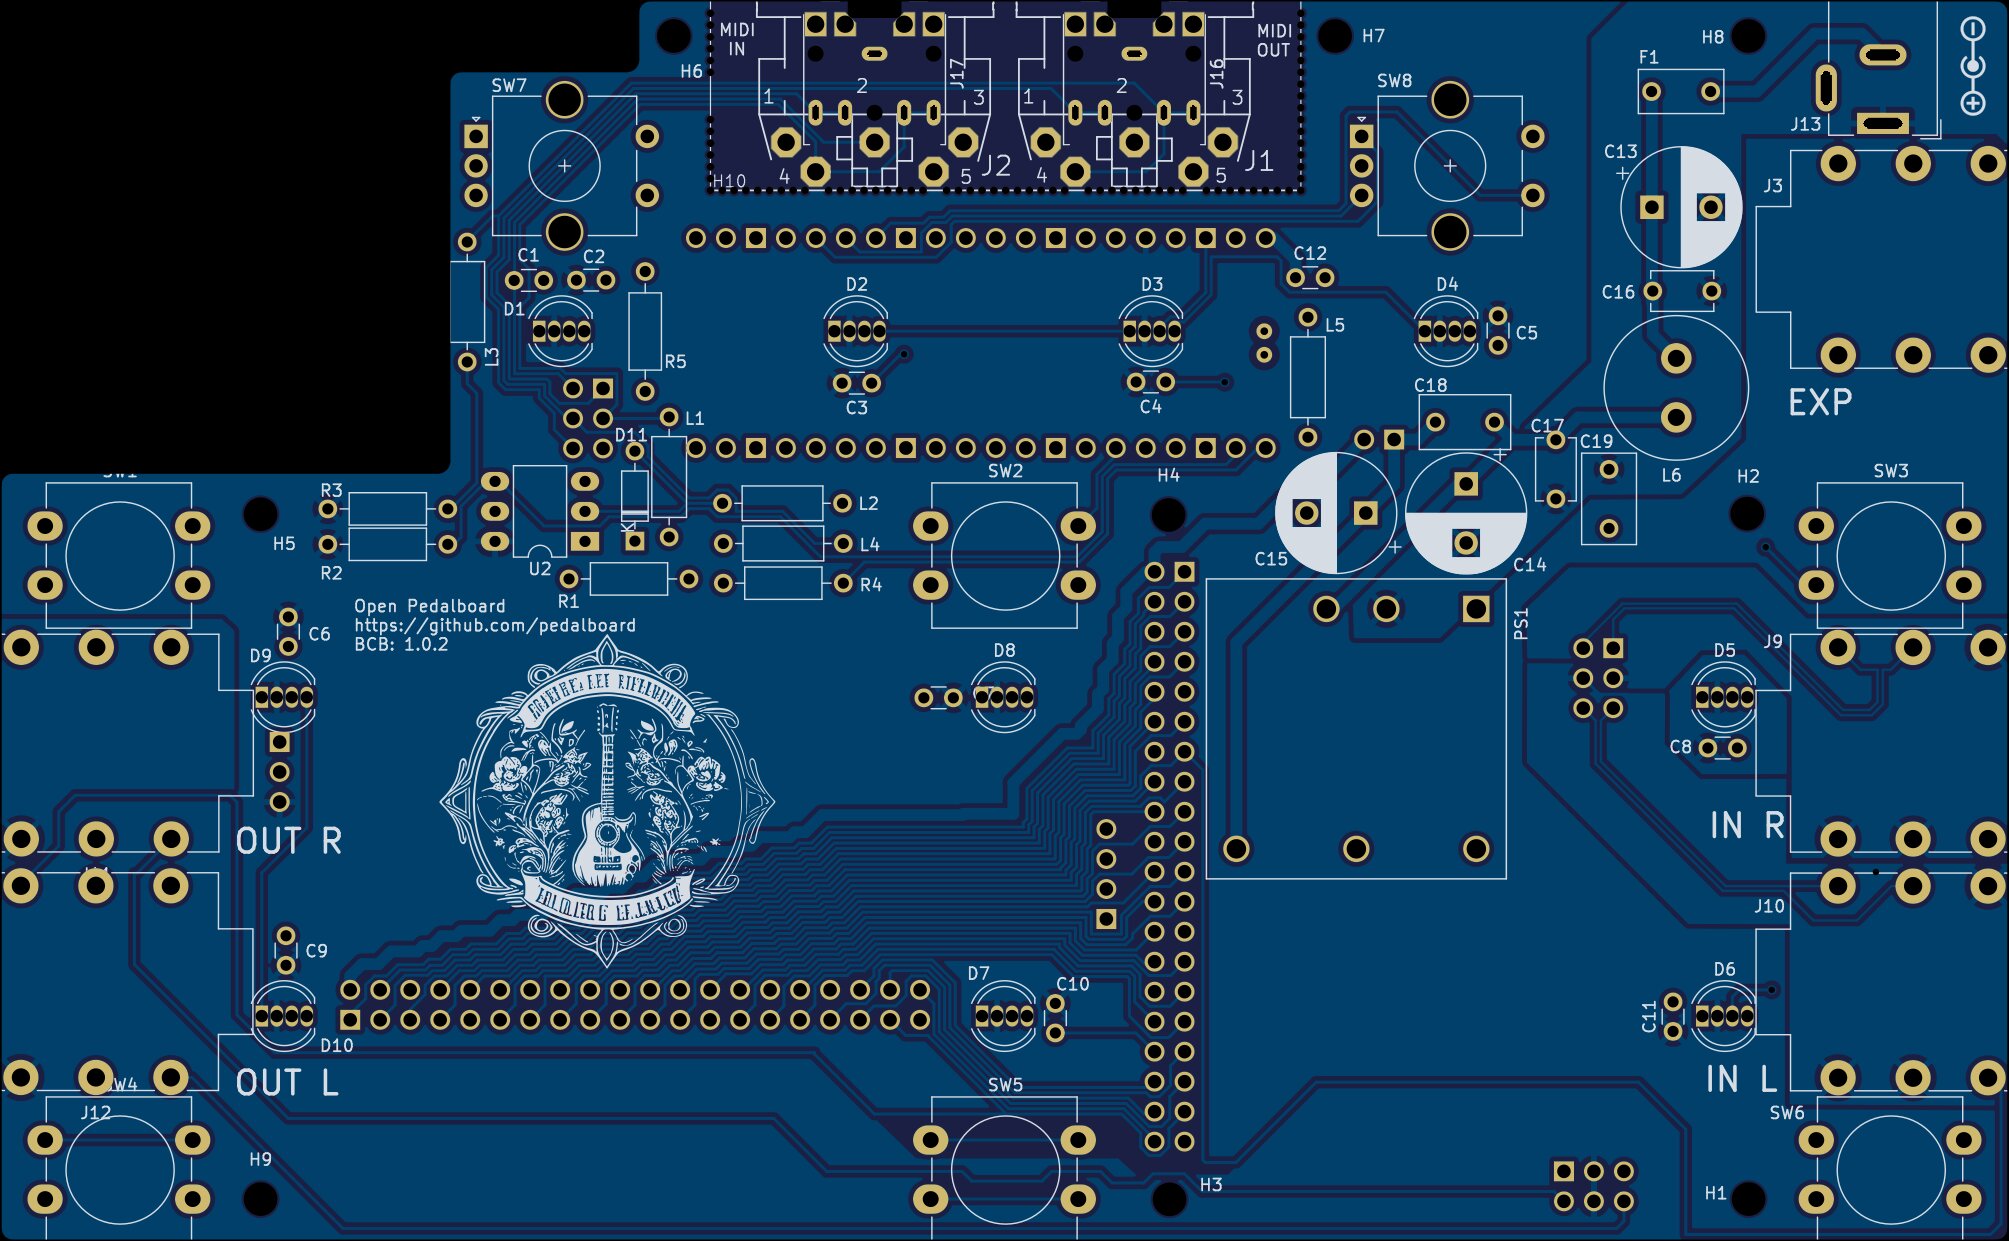 MIDI
IN
MIDI
OUT
H7
H8
F1
H6
SW7
J17
J16
SW8
2
2
1
3
1
3
J13
C13
+
J2
J1
J3
H10
4
5
4
5
C1
C2
C12
D1
D2
D3
D4
C16
L3
R5
L5
C5
C3
C4
C18
EXP
L1
D11
C17
C19
+
SW1
SW2
H4
L6
H2
SW3
R3
L2
K
H5
L4
+
R2
U2
C15
C14
R1
R4
Open Pedalboard
https://github.com/pedalboard
BCB: 1.0.2
PS1
C6
D9
D8
D5
J9
C8
OUT R
IN R
J10
C9
D7
D6
C10
C11
D10
OUT L
IN L
SW4
SW5
J12
SW6
H9
H3
H1